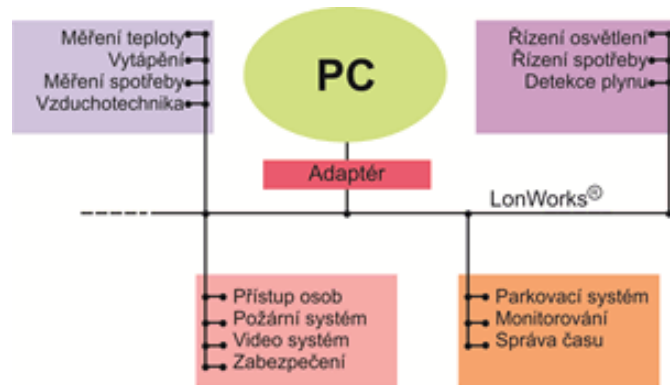 Měření teploty
Vytápění
Měření spotřeby
Vzduchotechnika
PC
Adaptér
Řízení osvětlení
Řízení spotřeby
Detekce plynu
LonWorks®
Přístup osob
Požární systém
Video systém
Zabezpečení
Parkovací systém
Monitorování
Správa času